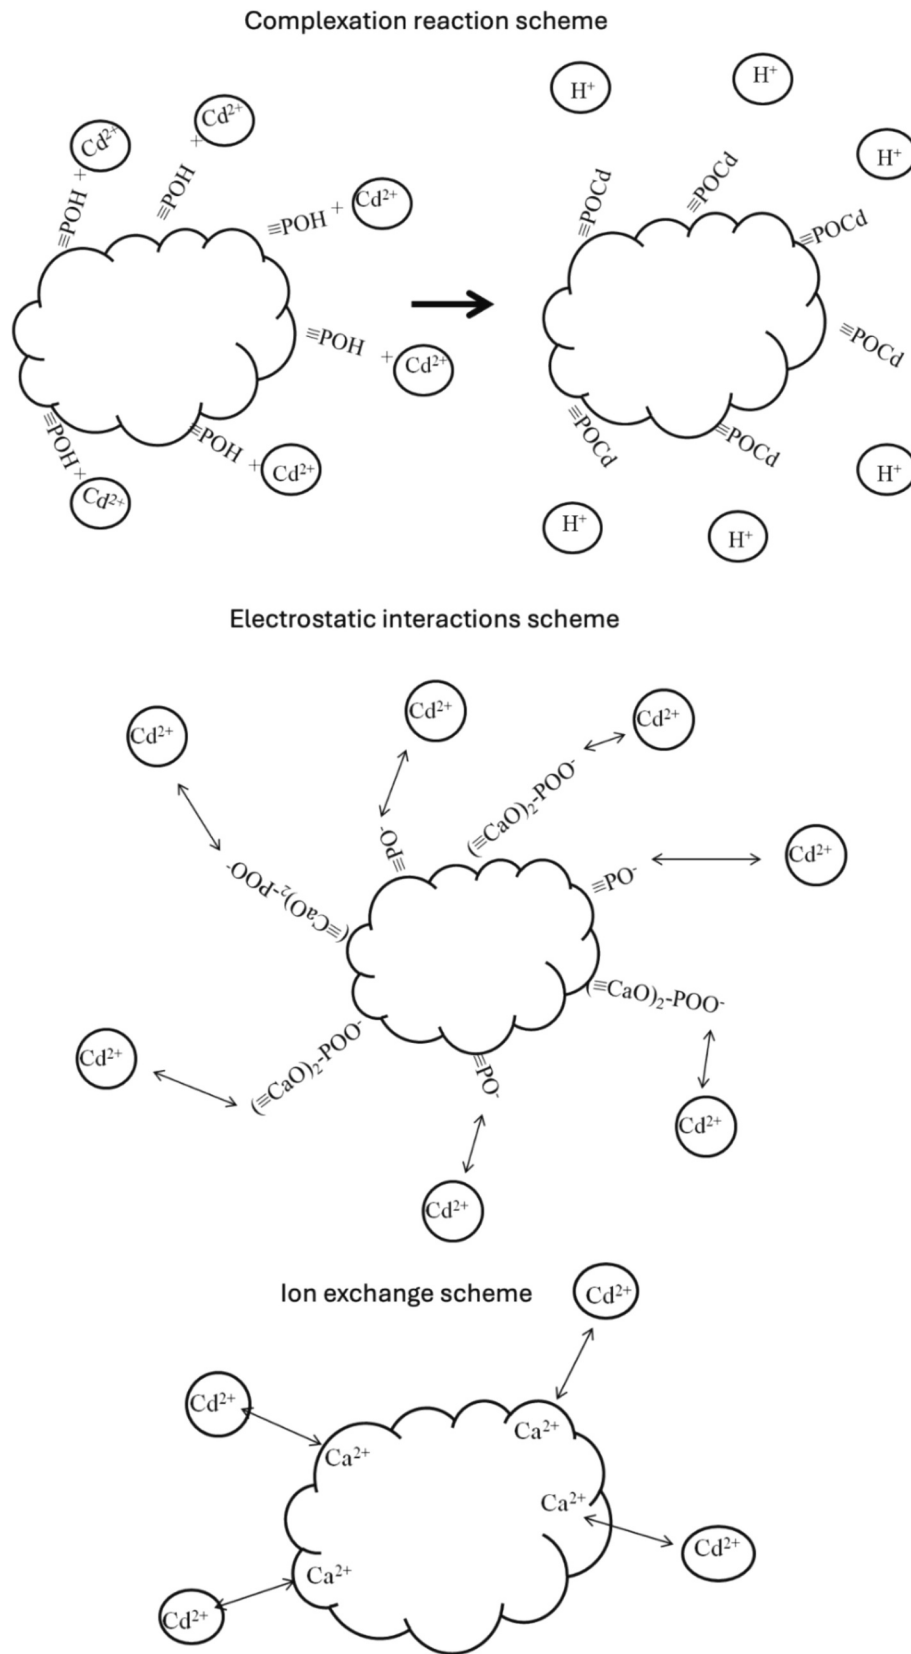 Complexation reaction scheme
Cd²⁺
Cd²⁺
≡POH +
≡POH +
≡POH +
Cd²⁺
≡POH +
Cd²⁺
≡POH +
Cd²⁺
≡POH +
Cd²⁺
H⁺
H⁺
H⁺
≡POCd
≡POCd
≡POCd
≡POCd
≡POCd
≡POCd
H⁺
H⁺
H⁺
Electrostatic interactions scheme
Cd²⁺
Cd²⁺
Cd²⁺
(≡CaO)₂-POO⁻
≡PO⁻
(≡CaO)₂-POO⁻
≡PO⁻
Cd²⁺
(≡CaO)₂-POO⁻
Cd²⁺
(≡CaO)₂-POO⁻
≡PO⁻
Cd²⁺
Cd²⁺
Ion exchange scheme
Cd²⁺
Cd²⁺
Ca²⁺
Ca²⁺
Ca²⁺
Cd²⁺
Ca²⁺
Cd²⁺